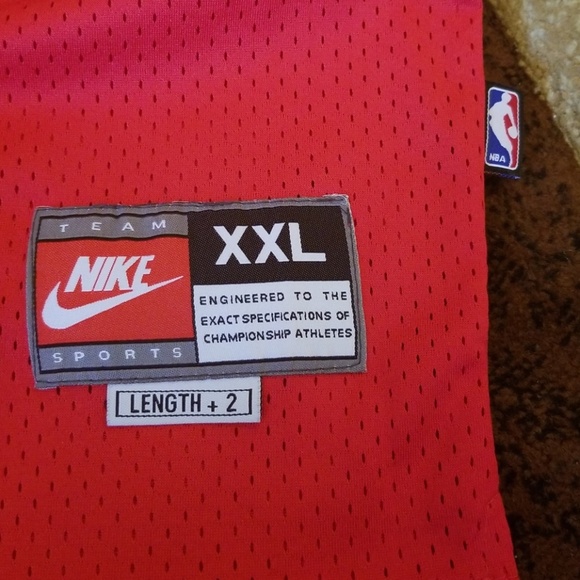 TEAM
NIKE
SPORTS
XXL
ENGINEERED TO THE
EXACT SPECIFICATIONS OF
CHAMPIONSHIP ATHLETES
LENGTH + 2
NBA